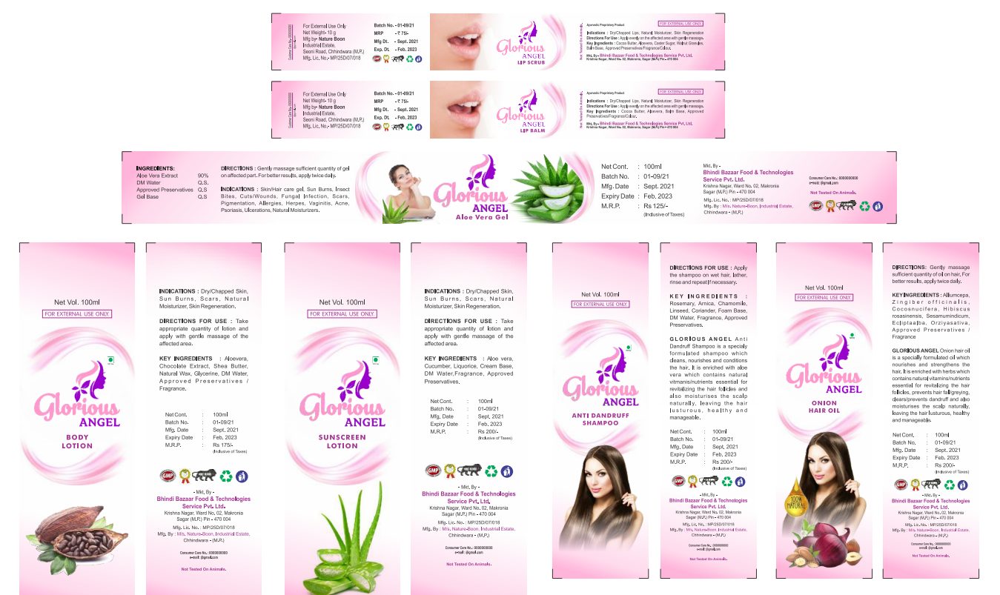 Customer Care No.- 0000000000
For External Use Only
Net Weight- 10 g
Mfg by- Nature Boon
Industrial Estate,
Seoni Road, Chhindwara (M.P.)
Mfg. Lic. No.- MP/25D/07/018
Batch No. - 01-09/21
MRP - ₹ 75/-
Mfg Dt. - Sept. 2021
Exp. Dt. - Feb. 2023
GMP
Glorious
ANGEL
LIP SCRUB
Not Tested On Animals.
Ayurvedic Proprietary Product
FOR EXTERNAL USE ONLY.
Indications : Dry/Chapped Lips, Natural Moisturizer, Skin Regeneration
Directions For Use : Apply evenly on the affected area with gentle massage.
Key Ingredients : Cocoa Butter, Aloevera, Caster Sugar, Walnut Granules,
Balm Base, Approved Preservatives/Fragrance/Colour.
Mkt. By - Bhindi Bazaar Food & Technologies Service Pvt. Ltd.
Krishna Nagar, Ward No. 02, Makronia, Sagar (M.P.) Pin - 470 004
Customer Care No.- 0000000000
For External Use Only
Net Weight- 10 g
Mfg by- Nature Boon
Industrial Estate,
Seoni Road, Chhindwara (M.P.)
Mfg. Lic. No.- MP/25D/07/018
Batch No. - 01-09/21
MRP - ₹ 75/-
Mfg Dt. - Sept. 2021
Exp. Dt. - Feb. 2023
GMP
Glorious
ANGEL
LIP BALM
Not Tested On Animals.
Ayurvedic Proprietary Product
FOR EXTERNAL USE ONLY.
Indications : Dry/Chapped Lips, Natural Moisturizer, Skin Regeneration
Directions For Use : Apply evenly on the affected area with gentle massage.
Key Ingredients : Cocoa Butter, Aloevera, Balm Base, Approved
Preservatives/Fragrance/Colour.
Mkt. By - Bhindi Bazaar Food & Technologies Service Pvt. Ltd.
Krishna Nagar, Ward No. 02, Makronia, Sagar (M.P.) Pin - 470 004
INGREDIENTS:
Aloe Vera Extract 90%
DM Water Q.S.
Approved Preservatives Q.S
Gel Base Q.S
DIRECTIONS : Gently massage sufficient quantity of gel
on affected part. For better results, apply twice daily.
INDICATIONS : Skin/Hair care gel, Sun Burns, Insect
Bites, Cuts/Wounds, Fungal Infection, Scars,
Pigmentation, Allergies, Herpes, Vaginitis, Acne,
Psoriasis, Ulcerations, Natural Moisturizers.
Glorious
ANGEL
Aloe Vera Gel
Net Cont. : 100ml
Batch No. : 01-09/21
Mfg. Date : Sept. 2021
Expiry Date : Feb. 2023
M.R.P. : Rs 125/-
(Inclusive of Taxes)
Mkt. By -
Bhindi Bazaar Food & Technologies
Service Pvt. Ltd.
Krishna Nagar, Ward No. 02, Makronia
Sagar (M.P.) Pin - 470 004
Mfg. Lic. No. : MP/25D/07/018
Mfg. By : M/s. Nature-Boon, Industrial Estate,
Chhindwara - (M.P.)
Consumer Care No. : 0000000000
e-mail : @gmail.com
Not Tested On Animals.
GMP
Net Vol. 100ml
FOR EXTERNAL USE ONLY.
Glorious
ANGEL
BODY
LOTION
INDICATIONS : Dry/Chapped Skin,
Sun Burns, Scars, Natural
Moisturizer, Skin Regeneration.
DIRECTIONS FOR USE : Take
appropriate quantity of lotion and
apply with gentle massage of the
affected area.
KEY INGREDIENTS : Aloevera,
Chocolate Extract, Shea Butter,
Natural Wax, Glycerine, DM Water,
Approved Preservatives /
Fragrance.
Net Cont. : 100ml
Batch No. : 01-09/21
Mfg. Date : Sept. 2021
Expiry Date : Feb. 2023
M.R.P. : Rs 175/-
(Inclusive of Taxes)
GMP
- Mkt. By -
Bhindi Bazaar Food & Technologies
Service Pvt. Ltd.
Krishna Nagar, Ward No. 02, Makronia
Sagar (M.P.) Pin - 470 004
Mfg. Lic. No. : MP/25D/07/018
Mfg. By : M/s. Nature-Boon, Industrial Estate,
Chhindwara - (M.P.)
Consumer Care No. : 0000000000
e-mail : @gmail.com
Not Tested On Animals.
Net Vol. 100ml
FOR EXTERNAL USE ONLY.
Glorious
ANGEL
SUNSCREEN
LOTION
INDICATIONS : Dry/Chapped Skin,
Sun Burns, Scars, Natural
Moisturizer, Skin Regeneration.
DIRECTIONS FOR USE : Take
appropriate quantity of lotion and
apply with gentle massage of the
affected area.
KEY INGREDIENTS : Aloe vera,
Cucumber, Liquorice, Cream Base,
DM Water,Fragrance, Approved
Preservatives.
Net Cont. : 100ml
Batch No. : 01-09/21
Mfg. Date : Sept. 2021
Expiry Date : Feb. 2023
M.R.P. : Rs 200/-
(Inclusive of Taxes)
GMP
- Mkt. By -
Bhindi Bazaar Food & Technologies
Service Pvt. Ltd.
Krishna Nagar, Ward No. 02, Makronia
Sagar (M.P.) Pin - 470 004
Mfg. Lic. No. : MP/25D/07/018
Mfg. By : M/s. Nature-Boon, Industrial Estate,
Chhindwara - (M.P.)
Consumer Care No. : 0000000000
e-mail : @gmail.com
Not Tested On Animals.
Net Vol. 100ml
FOR EXTERNAL USE ONLY.
Glorious
ANGEL
ANTI DANDRUFF
SHAMPOO
DIRECTIONS FOR USE : Apply
the shampoo on wet hair, lather,
rinse and repeat if necessary.
KEY INGREDIENTS :
Rosemary, Arnica, Chamomile,
Linseed, Coriander, Foam Base,
DM Water, Fragrance, Approved
Preservatives.
GLORIOUS ANGEL Anti
Dandruff Shampoo is a specialy
formulated shampoo which
cleans, nourishes and conditions
the hair. It is enriched with aloe
vera which contains natural
vitmanis/nutrients essential for
revitalizing the hair follicles and
also moisturises the scalp
naturally, leaving the hair
lusturous, healthy and
manageable.
Net Cont. : 100ml
Batch No. : 01-09/21
Mfg. Date : Sept. 2021
Expiry Date : Feb. 2023
M.R.P. : Rs 200/-
(Inclusive of Taxes)
GMP
- Mkt. By -
Bhindi Bazaar Food & Technologies
Service Pvt. Ltd.
Krishna Nagar, Ward No. 02, Makronia
Sagar (M.P.) Pin - 470 004
Mfg. Lic. No. : MP/25D/07/018
Mfg. By : M/s. Nature-Boon, Industrial Estate,
Chhindwara - (M.P.)
Consumer Care No. : 0000000000
e-mail : @gmail.com
Not Tested On Animals.
Net Vol. 100ml
FOR EXTERNAL USE ONLY.
Glorious
ANGEL
ONION
HAIR OIL
100%
NATURAL
DIRECTIONS: Gently massage
sufficient quantity of oil on hair. For
better results, apply twice daily.
KEY INGREDIENTS : Alliumcepa,
Zingiber officinalis,
Cocosnucifera, Hibiscus
rosasinensis, Sesamumindicum,
Ecliptaalba, Orziyasativa,
Approved Preservatives /
Fragrance
GLORIOUS ANGEL Onion hair oil
is a specially formulated oil which
nourishes and strengthens the
hair. It is enriched with herbs which
contains natural vitamins/nutrients
essential for revitalizing the hair
follicles, prevents hair fall/greying,
cleans/prevents dandruff and also
moisturises the scalp naturally,
leaving the hair lusturous, healthy
and manageable.
Net Cont. : 100ml
Batch No. : 01-09/21
Mfg. Date : Sept. 2021
Expiry Date : Feb. 2023
M.R.P. : Rs 200/-
(Inclusive of Taxes)
GMP
- Mkt. By -
Bhindi Bazaar Food & Technologies
Service Pvt. Ltd.
Krishna Nagar, Ward No. 02, Makronia
Sagar (M.P.) Pin - 470 004
Mfg. Lic. No. : MP/25D/07/018
Mfg. By : M/s. Nature-Boon, Industrial Estate,
Chhindwara - (M.P.)
Consumer Care No. : 0000000000
e-mail : @gmail.com
Not Tested On Animals.